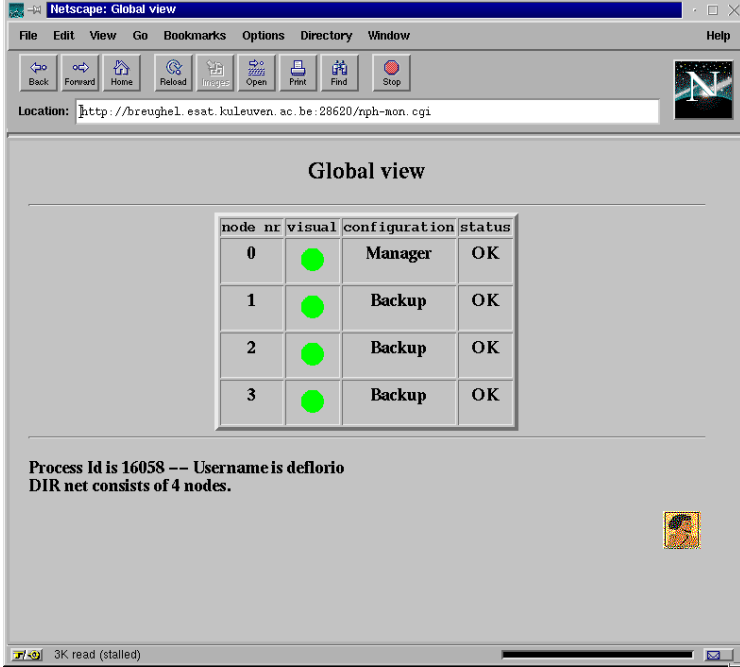 Netscape: Global view
File Edit View Go Bookmarks Options Directory Window Help
Back Forward Home Reload Images Open Print Find Stop
N
Location: http://breughel.esat.kuleuven.ac.be:28620/nph-mon.cgi
Global view
node nr visual configuration status
0 Manager OK
1 Backup OK
2 Backup OK
3 Backup OK
Process Id is 16058 -- Username is deflorio
DIR net consists of 4 nodes.
3K read (stalled)